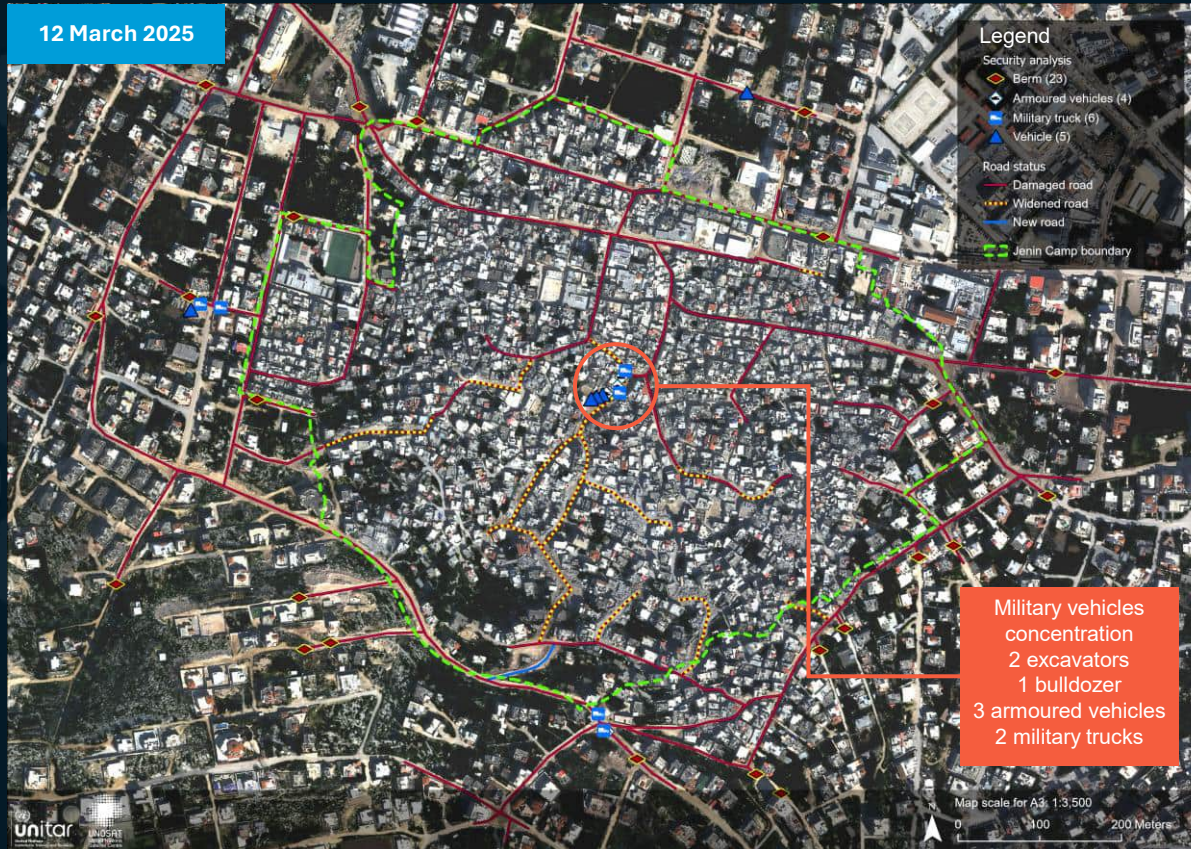 12 March 2025
Legend
Security analysis
Berm (23)
Armoured vehicles (4)
Military truck (6)
Vehicle (5)
Road status
Damaged road
Widened road
New road
Jenin Camp boundary
Military vehicles
concentration
2 excavators
1 bulldozer
3 armoured vehicles
2 military trucks
Map scale for A3: 1:3,500
N
0 100 200 Meters
unitar
United Nations
UNOSAT